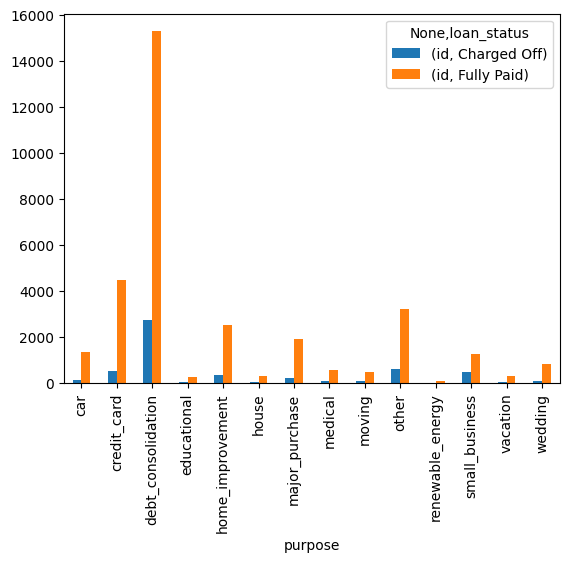 None,loan_status
(id, Charged Off)
(id, Fully Paid)
16000
14000
12000
10000
8000
6000
4000
2000
0
car
credit_card
debt_consolidation
educational
home_improvement
house
major_purchase
medical
moving
other
renewable_energy
small_business
vacation
wedding
purpose